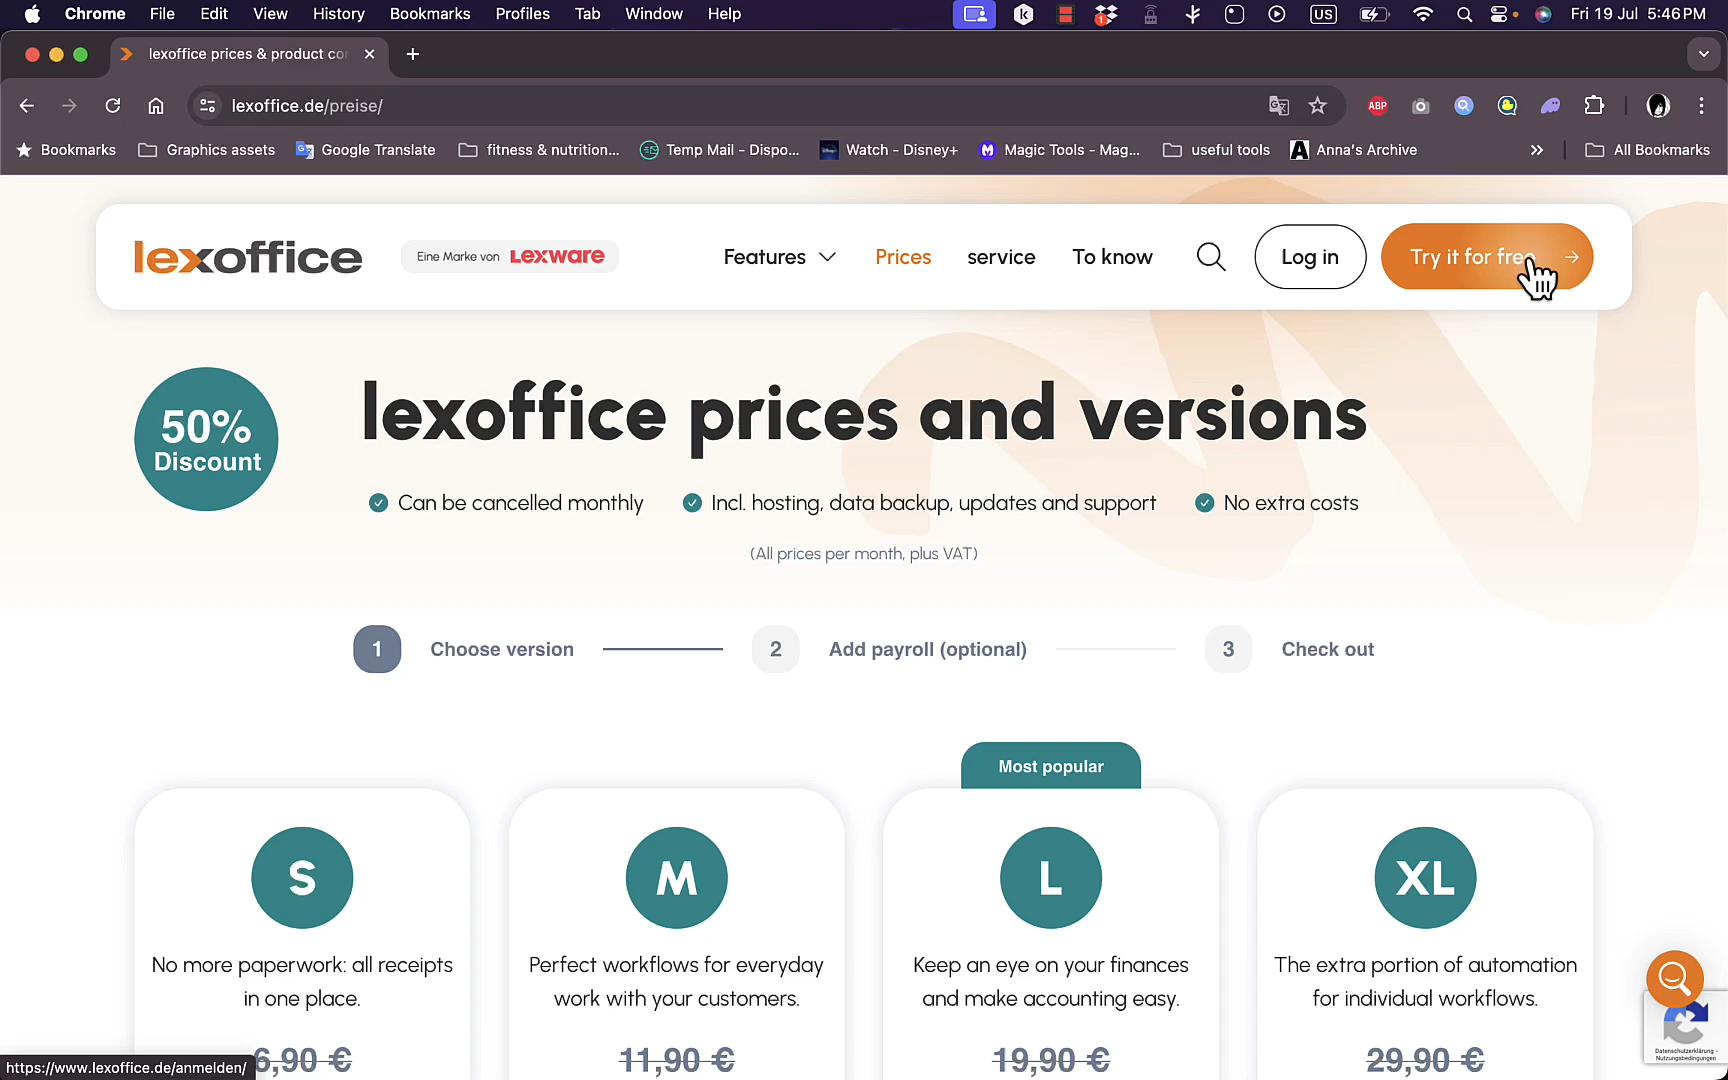 Chrome File Edit View History Bookmarks Profiles Tab Window Help
1 US Fri 19 Jul 5:46 PM
lexoffice prices & product co
lexoffice.de/preise/
ABP
Bookmarks Graphics assets Google Translate fitness & nutrition... Temp Mail - Dispo... Watch - Disney+ Magic Tools - Mag... useful tools Anna's Archive All Bookmarks
lexoffice Eine Marke von LEXWARE Features Prices service To know Log in Try it for free
50%
Discount
lexoffice prices and versions
Can be cancelled monthly Incl. hosting, data backup, updates and support No extra costs
(All prices per month, plus VAT)
1 Choose version 2 Add payroll (optional) 3 Check out
Most popular
S M L XL
No more paperwork: all receipts
in one place.
Perfect workflows for everyday
work with your customers.
Keep an eye on your finances
and make accounting easy.
The extra portion of automation
for individual workflows.
6,90 € 11,90 € 19,90 € 29,90 €
Datenschutzerklärung -
Nutzungsbedingungen
https://www.lexoffice.de/anmelden/